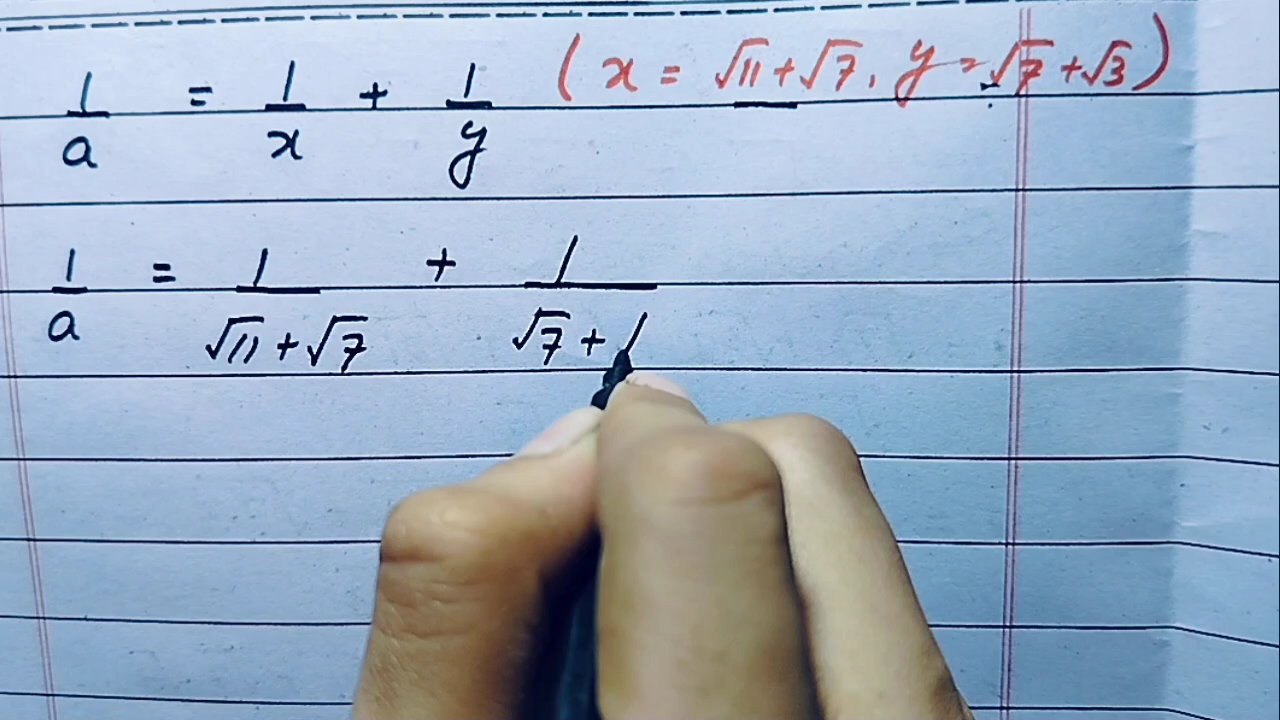 1/a = 1/x + 1/y (x = √11 + √7, y = √7 + √3)
1/a = 1/(√11 + √7) + 1/(√7 +